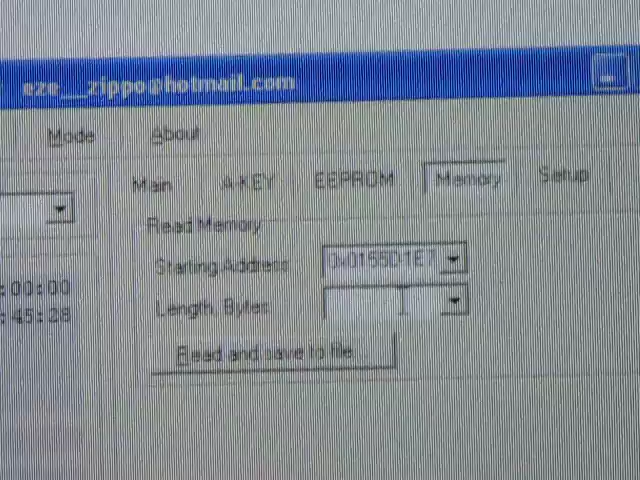 eze__zippo@hotmail.com
Mode About
Main A-KEY EEPROM Memory Setup
Read Memory
Starting Address: 0x0155D1E7
:00:00
Length, Bytes:
:45:28
Read and save to file...